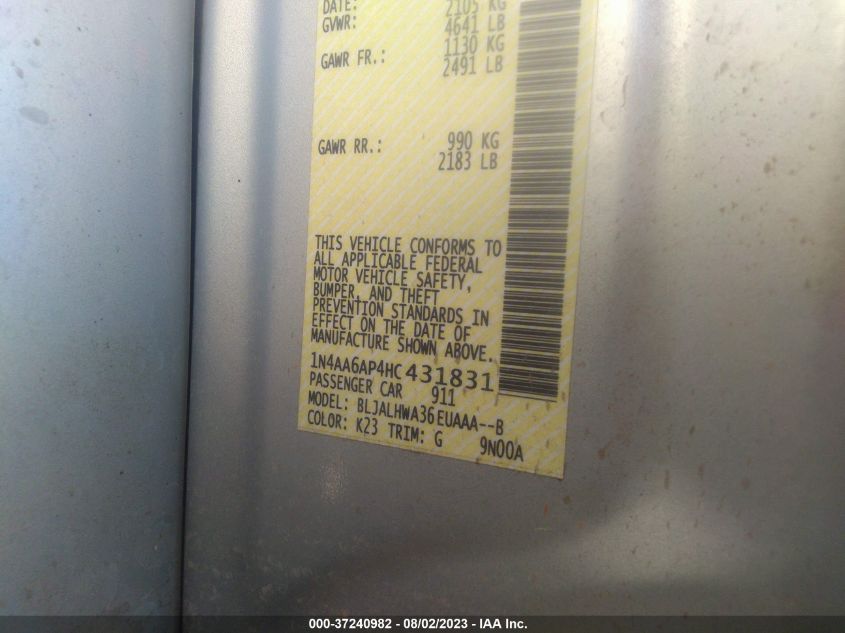 DATE: 2105 KG
GVWR: 4641 LB
1130 KG
GAWR FR.: 2491 LB
990 KG
GAWR RR.: 2183 LB
THIS VEHICLE CONFORMS TO
ALL APPLICABLE FEDERAL
MOTOR VEHICLE SAFETY,
BUMPER, AND THEFT
PREVENTION STANDARDS IN
EFFECT ON THE DATE OF
MANUFACTURE SHOWN ABOVE.
1N4AA6AP4HC431831
PASSENGER CAR 911
MODEL: BLJALHWA36EUAAA--B
COLOR: K23 TRIM: G 9N00A
000-37240982 - 08/02/2023 - IAA Inc.